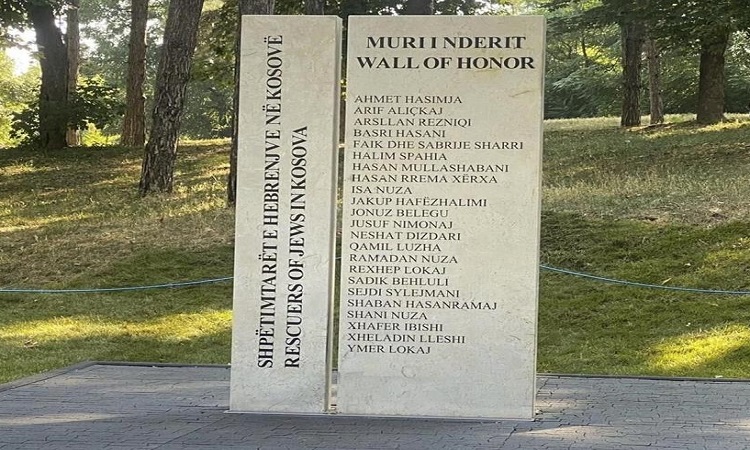 SHPËTIMTARËT E HEBRENJVE NË KOSOVË
RESCUERS OF JEWS IN KOSOVA
MURI I NDERIT
WALL OF HONOR
AHMET HASIMJA
ARIF ALIÇKAJ
ARSLLAN REZNIQI
BASRI HASANI
FAIK DHE SABRIJE SHARRI
HALIM SPAHIA
HASAN MULLASHABANI
HASAN RREMA XËRXA
ISA NUZA
JAKUP HAFËZHALIMI
JONUZ BELEGU
JUSUF NIMONAJ
NESHAT DIZDARI
QAMIL LUZHA
RAMADAN NUZA
REXHEP LOKAJ
SADIK BEHLULI
SEJDI SYLEJMANI
SHABAN HASANRAMAJ
SHANI NUZA
XHAFER IBISHI
XHELADIN LLESHI
YMER LOKAJ